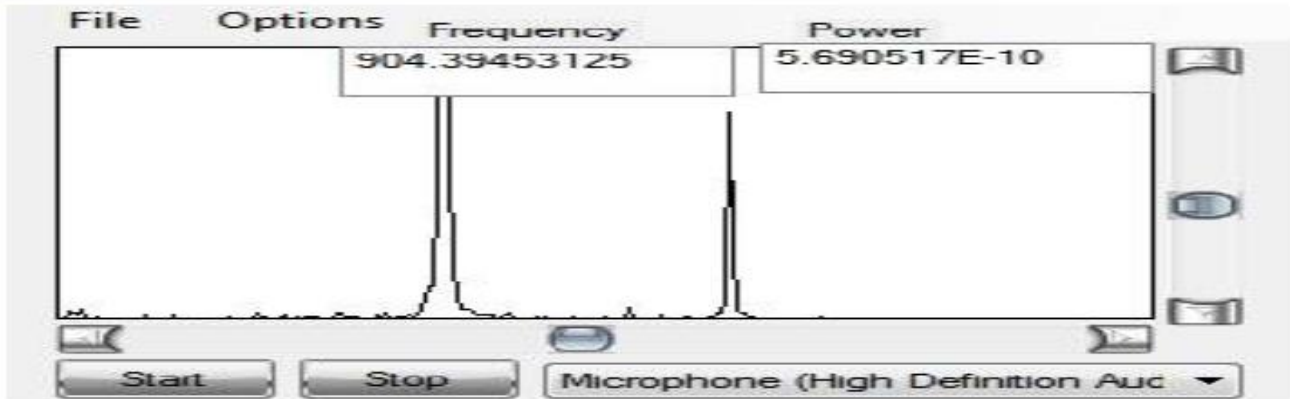 File Options
Frequency Power
904.39453125 5.690517E-10
Start Stop Microphone (High Definition Auc